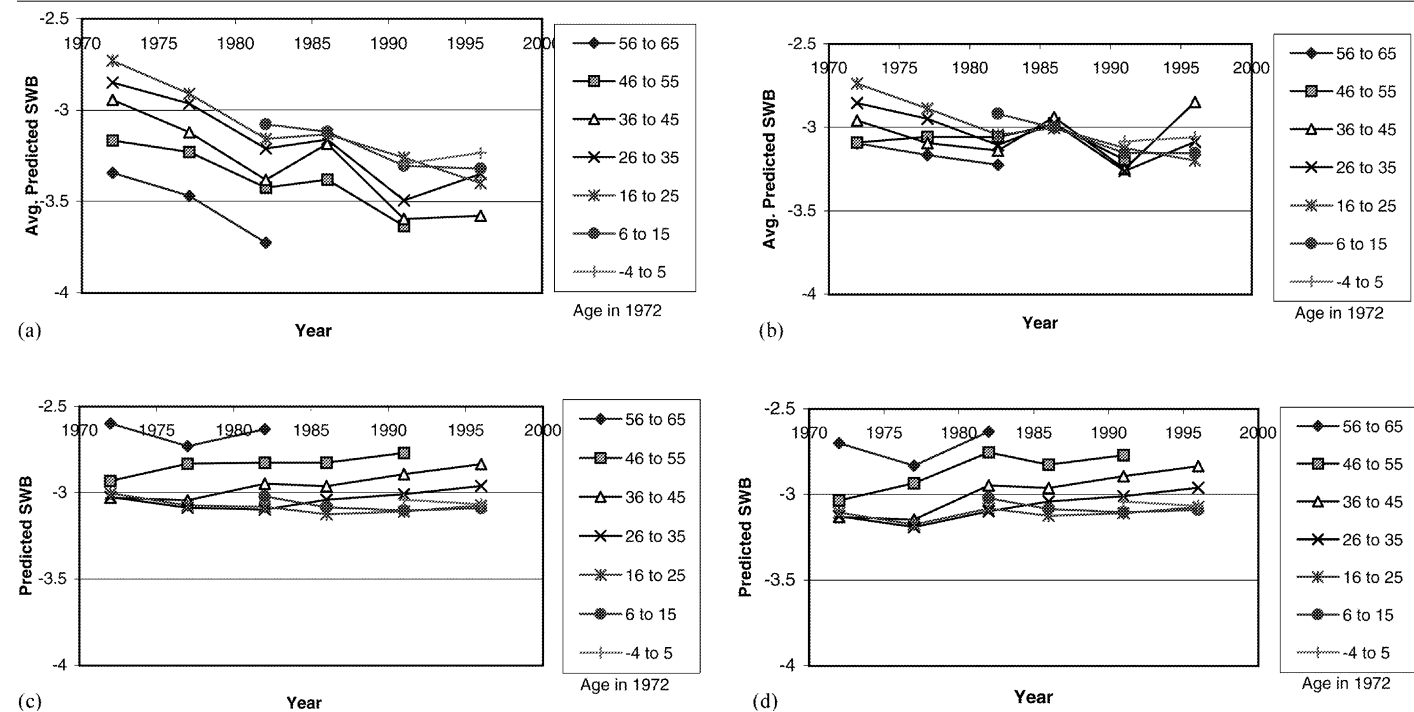 -2.5
1970 1975 1980 1985 1990 1995 2000
-3
-3.5
-4
Avg. Predicted SWB
Year
(a)
56 to 65
46 to 55
36 to 45
26 to 35
16 to 25
6 to 15
-4 to 5
Age in 1972
-2.5
1970 1975 1980 1985 1990 1995 2000
-3
-3.5
-4
Avg. Predicted SWB
Year
(b)
56 to 65
46 to 55
36 to 45
26 to 35
16 to 25
6 to 15
-4 to 5
Age in 1972
-2.5
1970 1975 1980 1985 1990 1995 2000
-3
-3.5
-4
Predicted SWB
Year
(c)
56 to 65
46 to 55
36 to 45
26 to 35
16 to 25
6 to 15
-4 to 5
Age in 1972
-2.5
1970 1975 1980 1985 1990 1995 2000
-3
-3.5
-4
Predicted SWB
Year
(d)
56 to 65
46 to 55
36 to 45
26 to 35
16 to 25
6 to 15
-4 to 5
Age in 1972